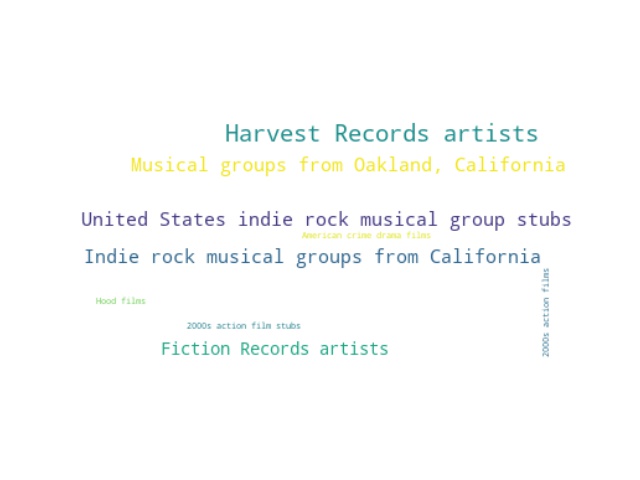 Harvest Records artists
Musical groups from Oakland, California
United States indie rock musical group stubs
American crime drama films
Indie rock musical groups from California
2000s action films
Hood films
2000s action film stubs
Fiction Records artists